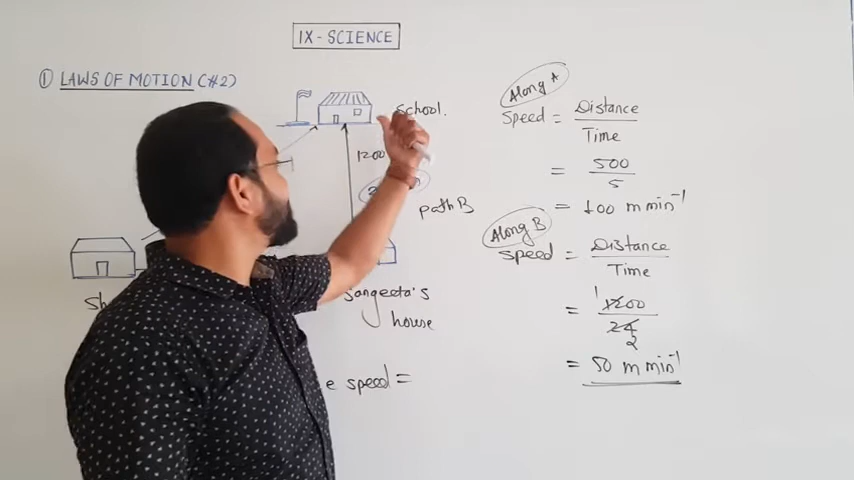 IX - SCIENCE
① LAWS OF MOTION (#2)
school.
1200
path B
sangeeta's
house
e speed =
Along A
Speed = Distance
Time
= 500
5
= 100 m min⁻¹
Along B
speed = Distance
Time
= 1200
24
2
= 50 m min⁻¹